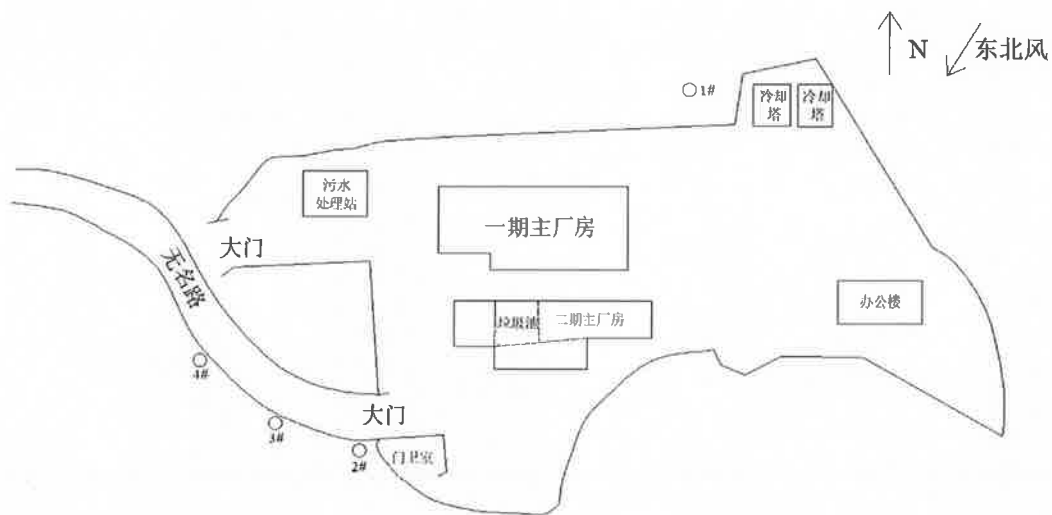 N
东北风
1#
冷却
塔
冷却
塔
污水
处理站
一期主厂房
大门
无名路
办公楼
垃圾池
二期主厂房
4#
大门
3#
2#
门卫室